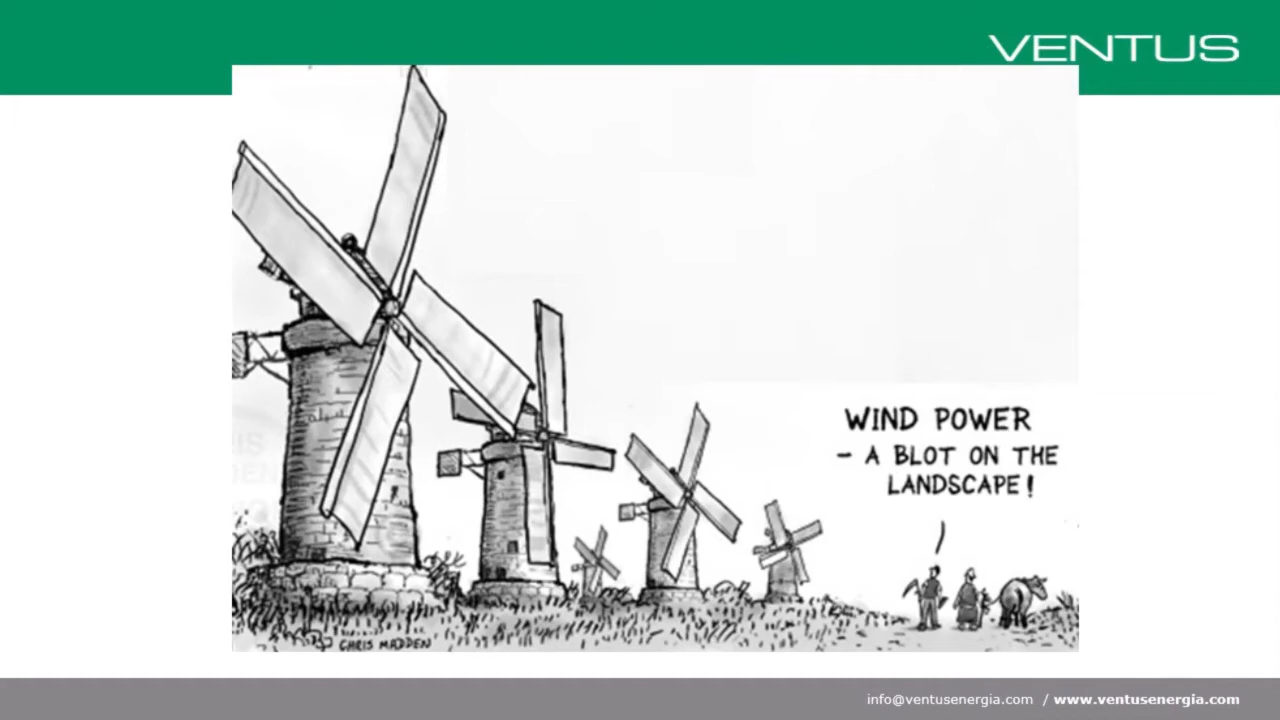 VENTUS
WIND POWER
- A BLOT ON THE
LANDSCAPE!
CHRIS MADDEN
info@ventusenergia.com / www.ventusenergia.com